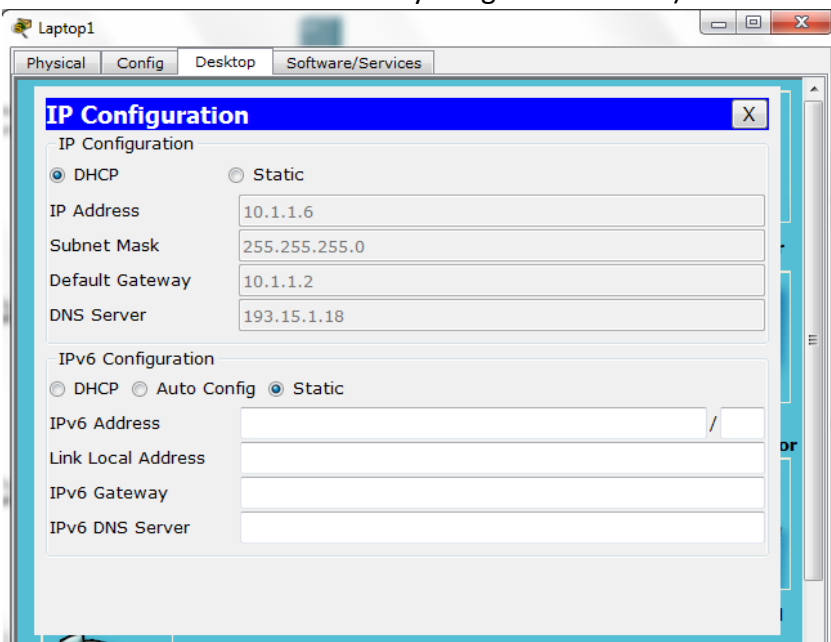 Laptop1
Physical Config Desktop Software/Services
IP Configuration X
IP Configuration
DHCP Static
IP Address 10.1.1.6
Subnet Mask 255.255.255.0
Default Gateway 10.1.1.2
DNS Server 193.15.1.18
IPv6 Configuration
DHCP Auto Config Static
IPv6 Address /
Link Local Address
IPv6 Gateway
IPv6 DNS Server
or